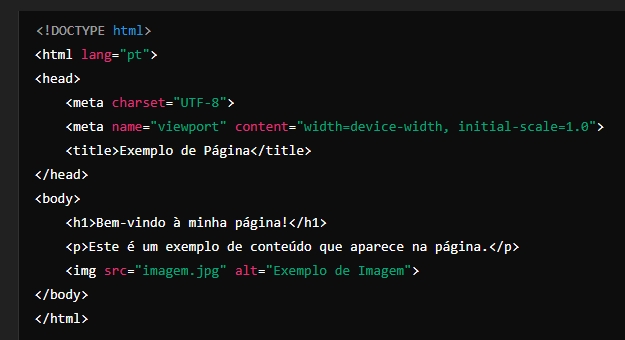 <!DOCTYPE html>
<html lang="pt">
<head>
    <meta charset="UTF-8">
    <meta name="viewport" content="width=device-width, initial-scale=1.0">
    <title>Exemplo de Página</title>
</head>
<body>
    <h1>Bem-vindo à minha página!</h1>
    <p>Este é um exemplo de conteúdo que aparece na página.</p>
    <img src="imagem.jpg" alt="Exemplo de Imagem">
</body>
</html>